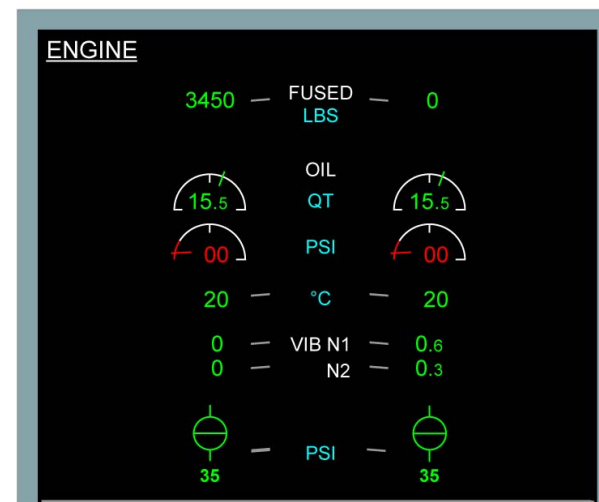 ENGINE
3450 FUSED 0
LBS
OIL
15.5 QT 15.5
00 PSI 00
20 °C 20
0 VIB N1 0.6
0 N2 0.3
PSI
35 35